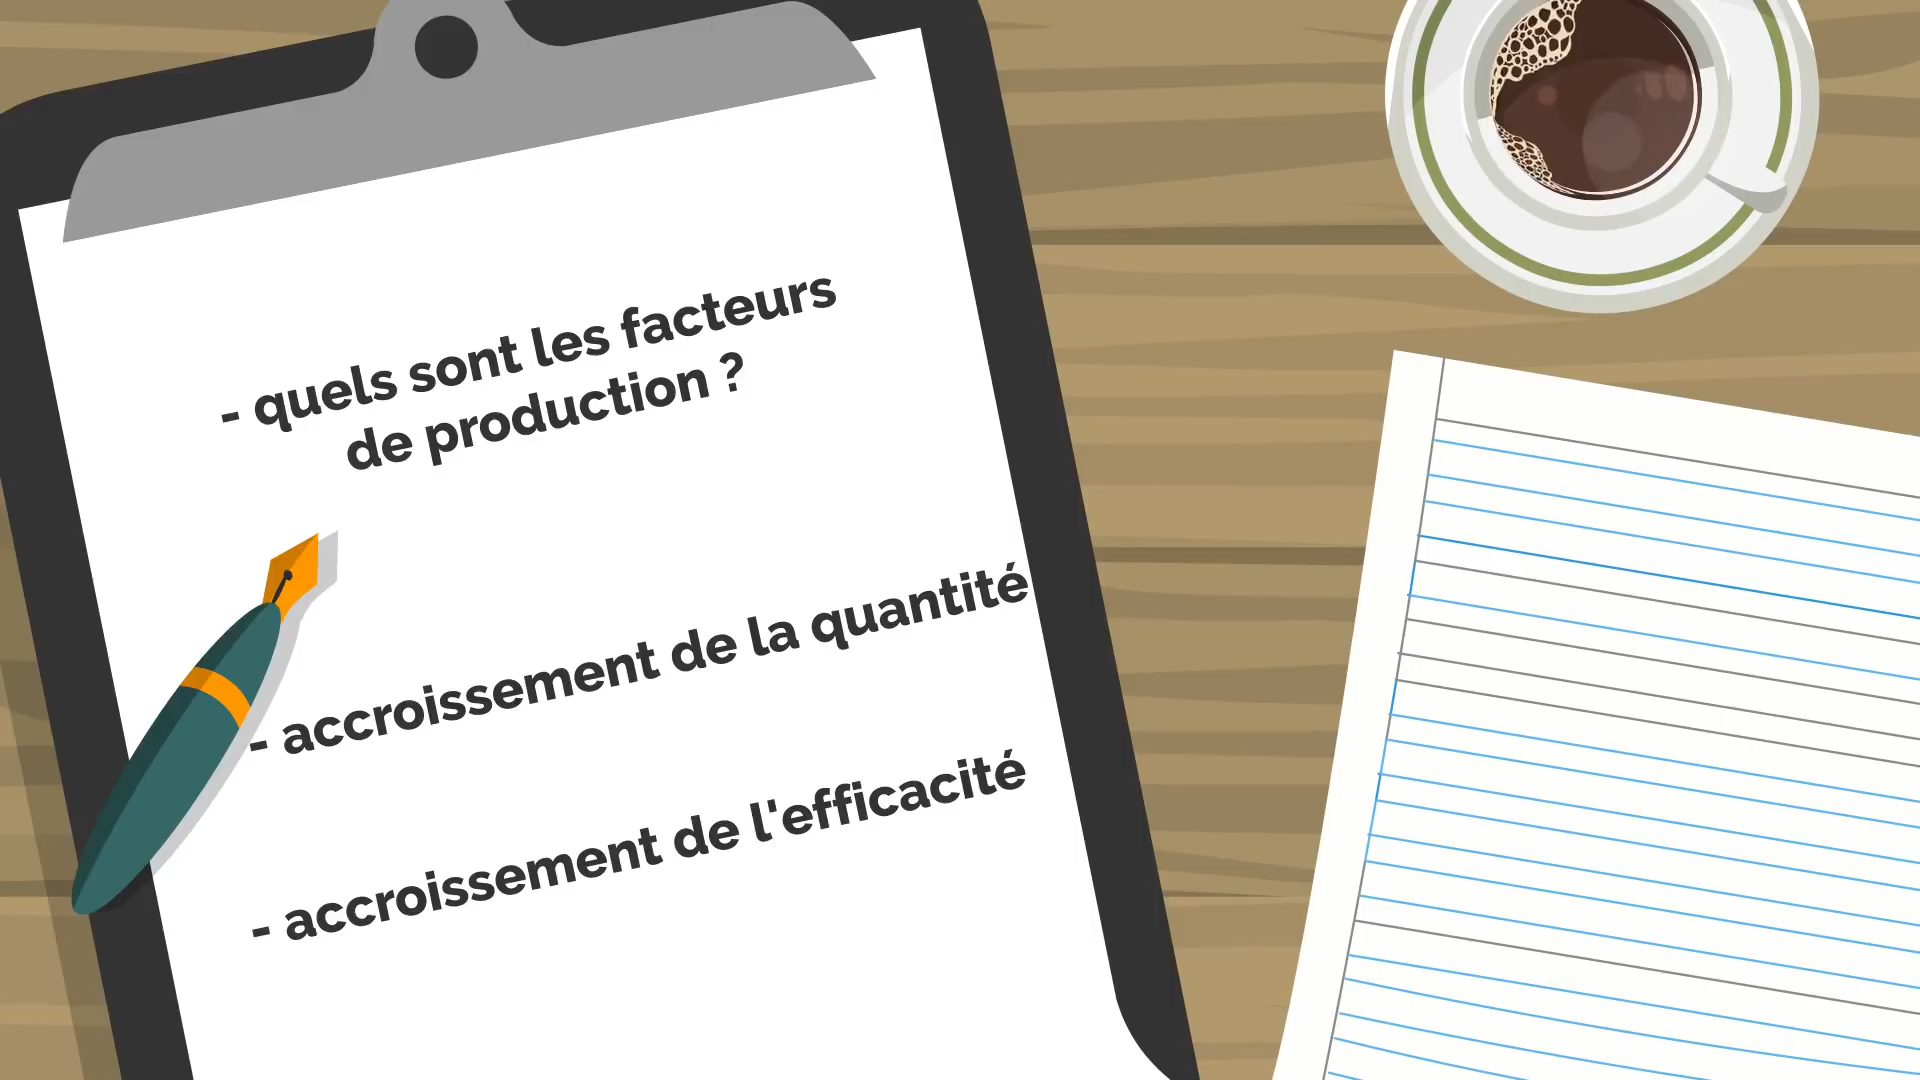 - quels sont les facteurs
de production ?
- accroissement de la quantité
- accroissement de l'efficacité